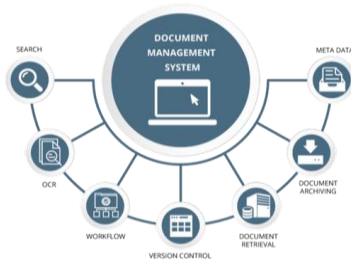 DOCUMENT
MANAGEMENT
SYSTEM
SEARCH
META DATA
OCR
DOCUMENT
ARCHIVING
WORKFLOW
DOCUMENT
RETRIEVAL
VERSION CONTROL